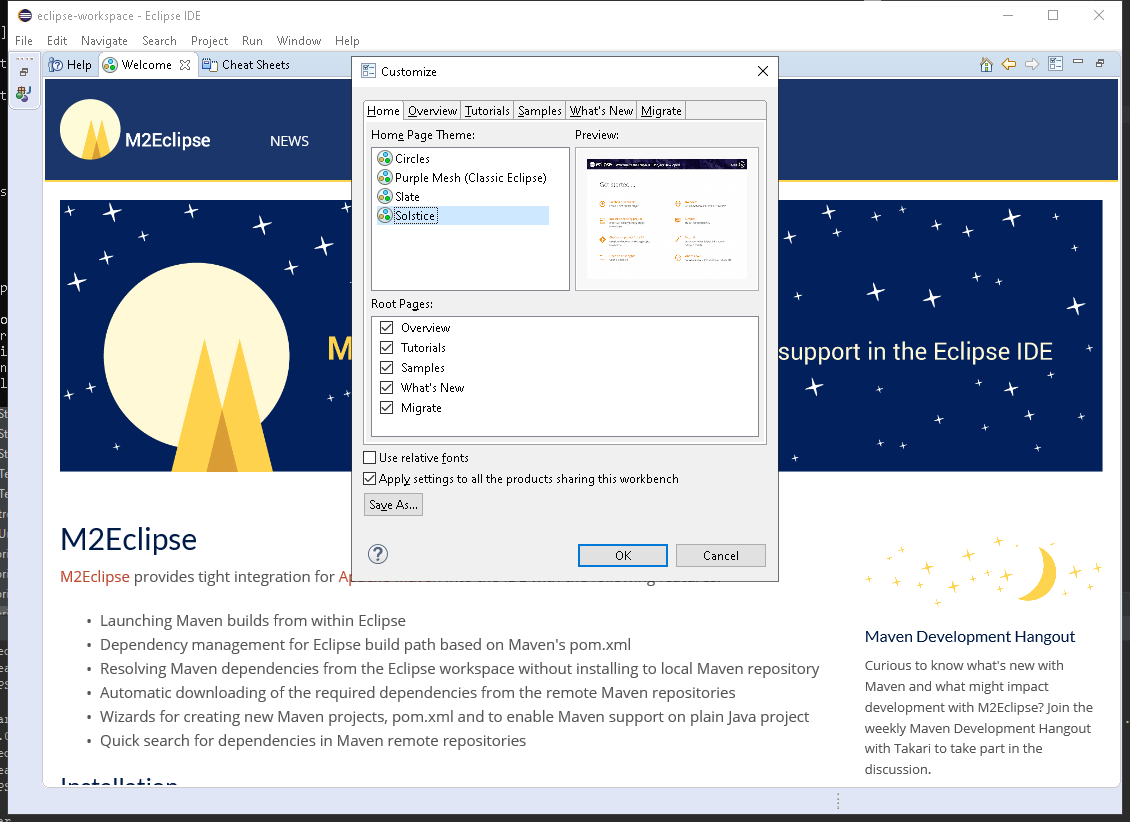 eclipse-workspace - Eclipse IDE
File Edit Navigate Search Project Run Window Help
Help Welcome Cheat Sheets
M2Eclipse NEWS
support in the Eclipse IDE
Customize
Home Overview Tutorials Samples What's New Migrate
Home Page Theme: Preview:
Circles
Purple Mesh (Classic Eclipse)
Slate
Solstice
Root Pages:
Overview
Tutorials
Samples
What's New
Migrate
Use relative fonts
Apply settings to all the products sharing this workbench
Save As...
OK Cancel
M2Eclipse
M2Eclipse provides tight integration for
• Launching Maven builds from within Eclipse
• Dependency management for Eclipse build path based on Maven's pom.xml
• Resolving Maven dependencies from the Eclipse workspace without installing to local Maven repository
• Automatic downloading of the required dependencies from the remote Maven repositories
• Wizards for creating new Maven projects, pom.xml and to enable Maven support on plain Java project
• Quick search for dependencies in Maven remote repositories
Installation
Maven Development Hangout
Curious to know what's new with
Maven and what might impact
development with M2Eclipse? Join the
weekly Maven Development Hangout
with Takari to take part in the
discussion.